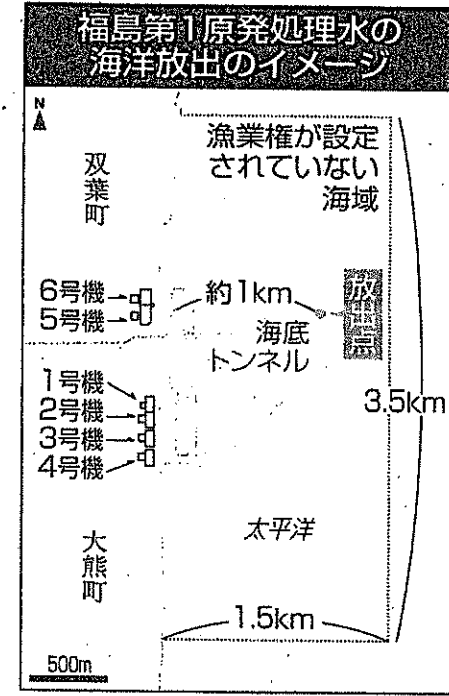 福島第1原発処理水の
海洋放出のイメージ
N
漁業権が設定
されていない
海域
双葉町
6号機
5号機
約1km
放出点
海底
トンネル
1号機
2号機
3号機
4号機
3.5km
太平洋
大熊町
1.5km
500m